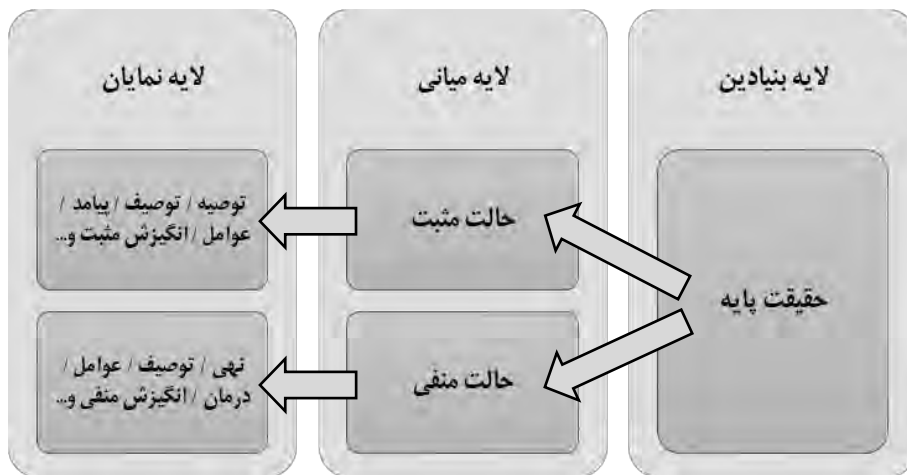 لایه بنیادین
حقیقت پایه
لایه میانی
حالت مثبت
حالت منفی
لایه نمایان
توصیه / توصیف / پیامد /
عوامل / انگیزش مثبت و...
نهی / توصیف / عوامل /
درمان / انگیزش منفی و...